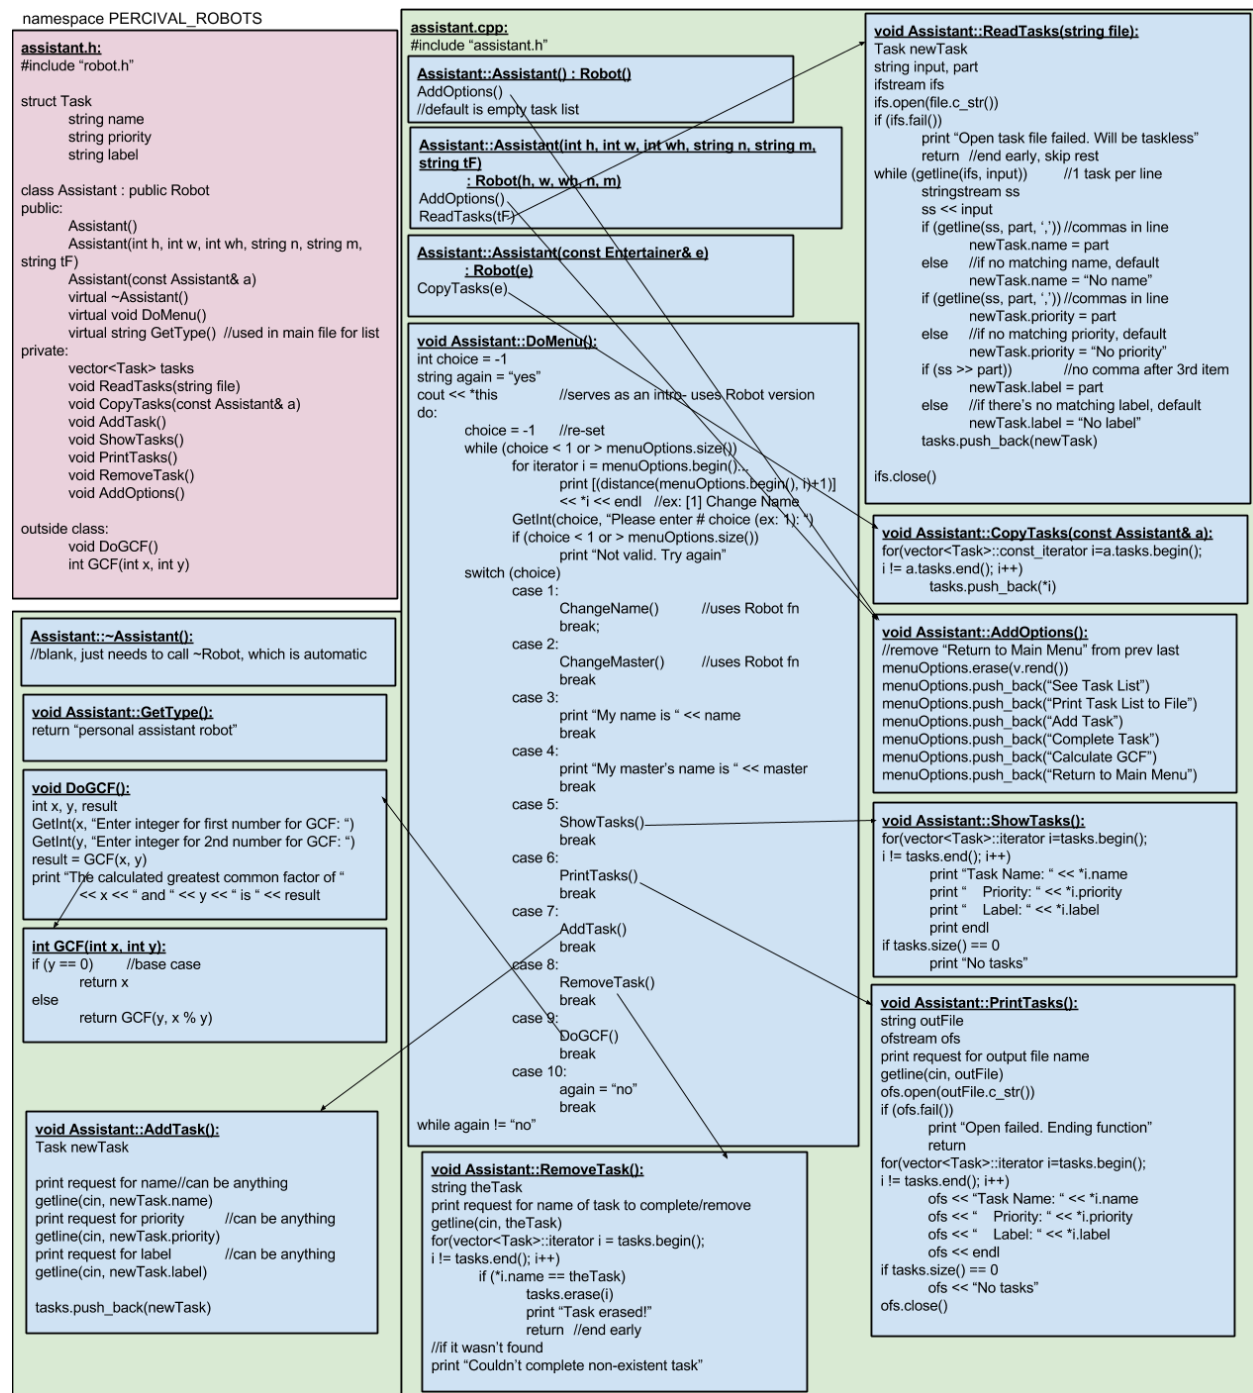 namespace PERCIVAL_ROBOTS
assistant.h:
#include “robot.h”
struct Task
string name
string priority
string label
class Assistant : public Robot
public:
Assistant()
Assistant(int h, int w, int wh, string n, string m,
string tF)
Assistant(const Assistant& a)
virtual ~Assistant()
virtual void DoMenu()
virtual string GetType() //used in main file for list
private:
vector<Task> tasks
void ReadTasks(string file)
void CopyTasks(const Assistant& a)
void AddTask()
void ShowTasks()
void PrintTasks()
void RemoveTask()
void AddOptions()
outside class:
void DoGCF()
int GCF(int x, int y)
Assistant::~Assistant():
//blank, just needs to call ~Robot, which is automatic
void Assistant::GetType():
return “personal assistant robot”
void DoGCF():
int x, y, result
GetInt(x, “Enter integer for first number for GCF: “)
GetInt(y, “Enter integer for 2nd number for GCF: “)
result = GCF(x, y)
print “The calculated greatest common factor of “
<< x << “ and “ << y << “ is “ << result
int GCF(int x, int y):
if (y == 0) //base case
return x
else
return GCF(y, x % y)
void Assistant::AddTask():
Task newTask
print request for name//can be anything
getline(cin, newTask.name)
print request for priority //can be anything
getline(cin, newTask.priority)
print request for label //can be anything
getline(cin, newTask.label)
tasks.push_back(newTask)
assistant.cpp:
#include “assistant.h”
Assistant::Assistant() : Robot()
AddOptions()
//default is empty task list
Assistant::Assistant(int h, int w, int wh, string n, string m,
string tF)
: Robot(h, w, wh, n, m)
AddOptions()
ReadTasks(tF)
Assistant::Assistant(const Entertainer& e)
: Robot(e)
CopyTasks(e)
void Assistant::DoMenu():
int choice = -1
string again = “yes”
cout << *this //serves as an intro- uses Robot version
do:
choice = -1 //re-set
while (choice < 1 or > menuOptions.size())
for iterator i = menuOptions.begin()...
print [(distance(menuOptions.begin(), i)+1)]
<< *i << endl //ex: [1] Change Name
GetInt(choice, “Please enter # choice (ex: 1): “)
if (choice < 1 or > menuOptions.size())
print “Not valid. Try again”
switch (choice)
case 1:
ChangeName() //uses Robot fn
break;
case 2:
ChangeMaster() //uses Robot fn
break
case 3:
print “My name is “ << name
break
case 4:
print “My master’s name is “ << master
break
case 5:
ShowTasks()
break
case 6:
PrintTasks()
break
case 7:
AddTask()
break
case 8:
RemoveTask()
break
case 9:
DoGCF()
break
case 10:
again = “no”
break
while again != “no”
void Assistant::RemoveTask():
string theTask
print request for name of task to complete/remove
getline(cin, theTask)
for(vector<Task>::iterator i = tasks.begin();
i != tasks.end(); i++)
if (*i.name == theTask)
tasks.erase(i)
print “Task erased!”
return //end early
//if it wasn’t found
print “Couldn’t complete non-existent task”
void Assistant::ReadTasks(string file):
Task newTask
string input, part
ifstream ifs
ifs.open(file.c_str())
if (ifs.fail())
print “Open task file failed. Will be taskless”
return //end early, skip rest
while (getline(ifs, input)) //1 task per line
stringstream ss
ss << input
if (getline(ss, part, ‘,’)) //commas in line
newTask.name = part
else //if no matching name, default
newTask.name = “No name”
if (getline(ss, part, ‘,’)) //commas in line
newTask.priority = part
else //if no matching priority, default
newTask.priority = “No priority”
if (ss >> part)) //no comma after 3rd item
newTask.label = part
else //if there’s no matching label, default
newTask.label = “No label”
tasks.push_back(newTask)
ifs.close()
void Assistant::CopyTasks(const Assistant& a):
for(vector<Task>::const_iterator i=a.tasks.begin();
i != a.tasks.end(); i++)
tasks.push_back(*i)
void Assistant::AddOptions():
//remove “Return to Main Menu” from prev last
menuOptions.erase(v.rend())
menuOptions.push_back(“See Task List”)
menuOptions.push_back(“Print Task List to File”)
menuOptions.push_back(“Add Task”)
menuOptions.push_back(“Complete Task”)
menuOptions.push_back(“Calculate GCF”)
menuOptions.push_back(“Return to Main Menu”)
void Assistant::ShowTasks():
for(vector<Task>::iterator i=tasks.begin();
i != tasks.end(); i++)
print “Task Name: “ << *i.name
print “ Priority: “ << *i.priority
print “ Label: “ << *i.label
print endl
if tasks.size() == 0
print “No tasks”
void Assistant::PrintTasks():
string outFile
ofstream ofs
print request for output file name
getline(cin, outFile)
ofs.open(outFile.c_str())
if (ofs.fail())
print “Open failed. Ending function”
return
for(vector<Task>::iterator i=tasks.begin();
i != tasks.end(); i++)
ofs << “Task Name: “ << *i.name
ofs << “ Priority: “ << *i.priority
ofs << “ Label: “ << *i.label
ofs << endl
if tasks.size() == 0
ofs << “No tasks”
ofs.close()